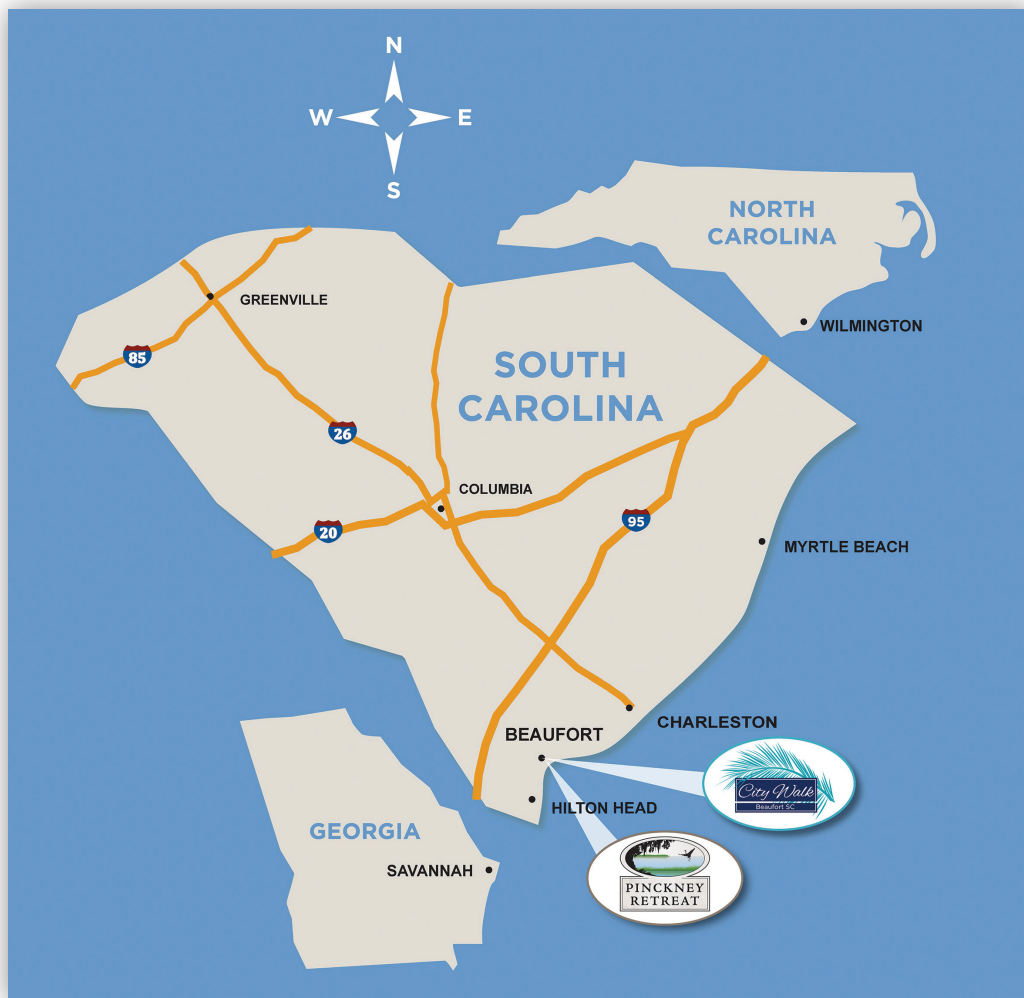 N
W
E
S
NORTH
CAROLINA
WILMINGTON
GREENVILLE
85
SOUTH
CAROLINA
26
COLUMBIA
20
95
MYRTLE BEACH
CHARLESTON
BEAUFORT
HILTON HEAD
City Walk
Beaufort SC
GEORGIA
SAVANNAH
PINCKNEY
RETREAT